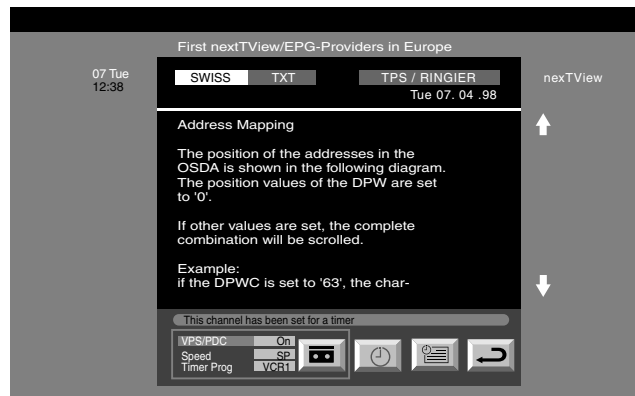 First nextTView/EPG-Providers in Europe
07 Tue
12:38
SWISS TXT TPS / RINGIER
Tue 07. 04 .98
nexTView
Address Mapping
The position of the addresses in the
OSDA is shown in the following diagram.
The position values of the DPW are set
to '0'.
If other values are set, the complete
combination will be scrolled.
Example:
if the DPWC is set to '63', the char-
This channel has been set for a timer
VPS/PDC On
Speed SP
Timer Prog VCR1